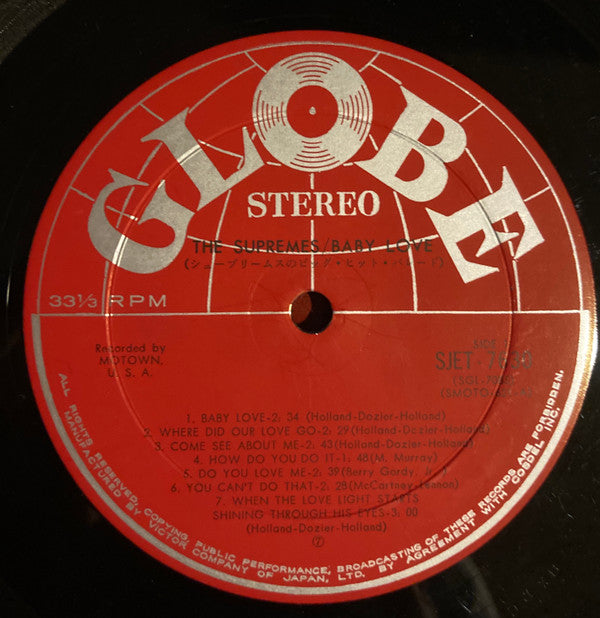 GLOBE
STEREO
THE SUPREMES/BABY LOVE
(シュープリームスのビッグ・ヒット・パレード)
33⅓ RPM
Recorded by
MOTOWN,
U. S. A.
SIDE
SJET-7830
(SGL-
(SMOTO-
1. BABY LOVE-2. 34 (Holland-Dozier-Holland)
2. WHERE DID OUR LOVE GO-2; 29 (Holland-Dozier-Holland)
3. COME SEE ABOUT ME-2; 43 (Holland-Dozier-Holland)
4. HOW DO YOU DO IT-1; 48 (M. Murray)
5. DO YOU LOVE ME-2; 39 (Berry Gordy, Jr.)
6. YOU CAN'T DO THAT-2; 28 (McCartney-Lennon)
7. WHEN THE LOVE LIGHT STARTS
SHINING THROUGH HIS EYES-3; 00
(Holland-Dozier-Holland)
ALL RIGHTS RESERVED, COPYING, PUBLIC PERFORMANCE, BROADCASTING OF THESE RECORDS ARE FORBIDDEN.
MANUFACTURED BY VICTOR COMPANY OF JAPAN, LTD. BY AGREEMENT WITH COSDEL INC.